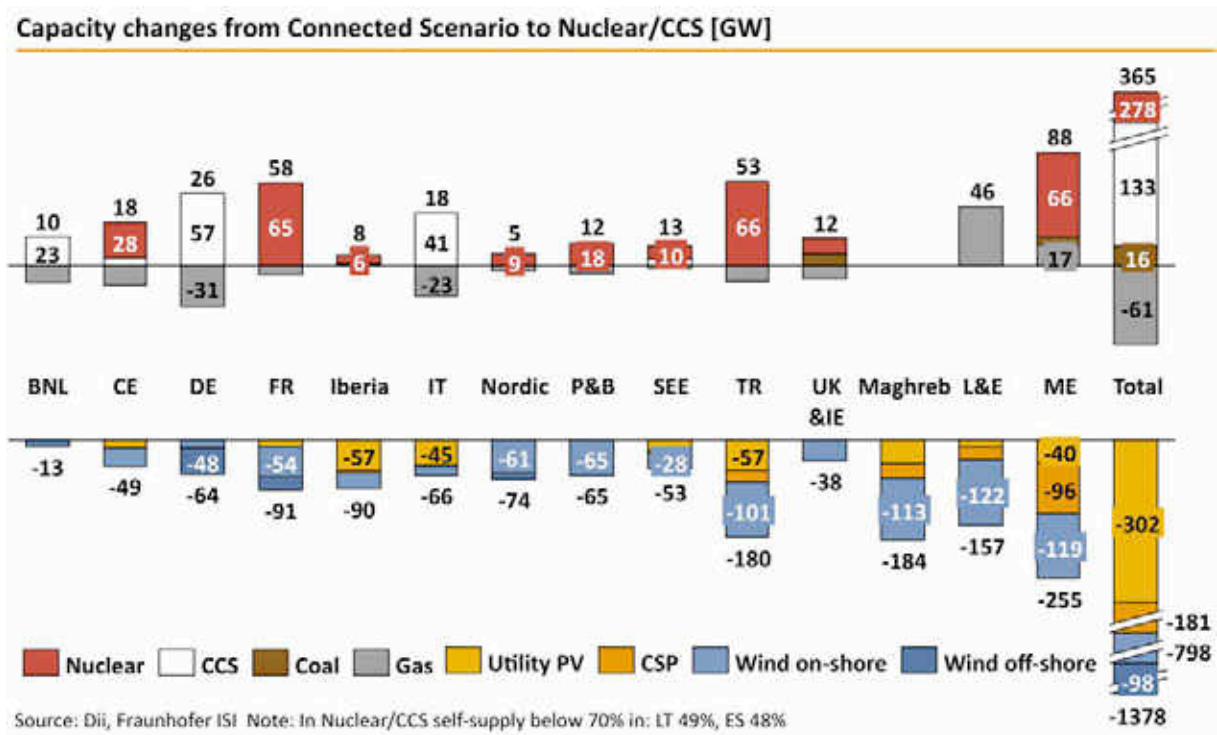 Capacity changes from Connected Scenario to Nuclear/CCS [GW]
365
278
88
58 53
66
26 46 133
18 18
10 12 13 12
28 57 65 8 41 5 66
23 6 9 18 10 17 16
-31 -23 -61
BNL CE DE FR Iberia IT Nordic P&B SEE TR UK Maghreb L&E ME Total
&IE
-48 -54 -57 -45 -61 -65 -28 -57 -40
-13 -49 -64 -91 -90 -66 -74 -65 -53 -38
-96
-101 -113 -122 -119 -302
-180 -184 -157
-255
-181
-798
-98
-1378
Nuclear CCS Coal Gas Utility PV CSP Wind on-shore Wind off-shore
Source: Dii, Fraunhofer ISI Note: In Nuclear/CCS self-supply below 70% in: LT 49%, ES 48%